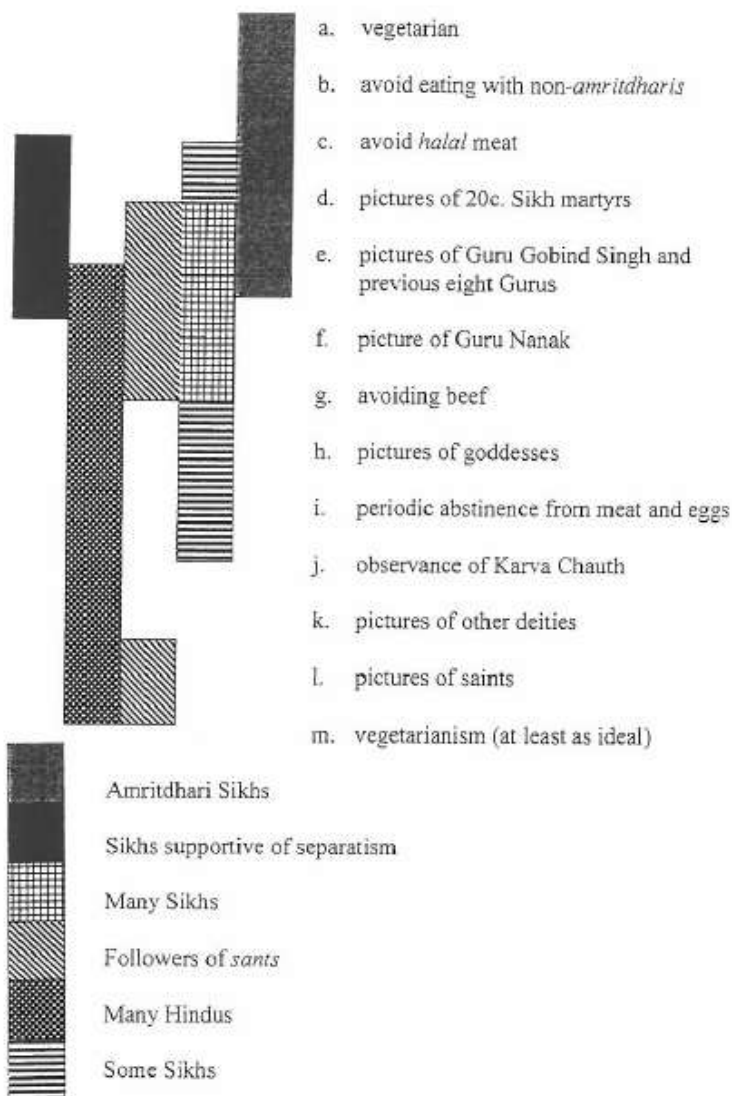 a. vegetarian
b. avoid eating with non-amritdharis
c. avoid halal meat
d. pictures of 20c. Sikh martyrs
e. pictures of Guru Gobind Singh and
previous eight Gurus
f. picture of Guru Nanak
g. avoiding beef
h. pictures of goddesses
i. periodic abstinence from meat and eggs
j. observance of Karva Chauth
k. pictures of other deities
l. pictures of saints
m. vegetarianism (at least as ideal)
Amritdhari Sikhs
Sikhs supportive of separatism
Many Sikhs
Followers of sants
Many Hindus
Some Sikhs